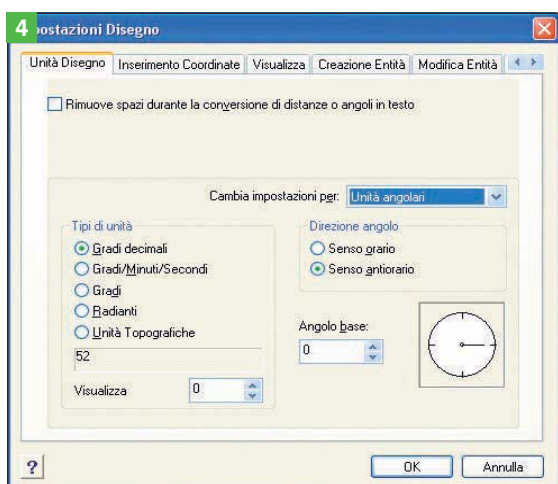 4
postazioni Disegno
Unità Disegno Inserimento Coordinate Visualizza Creazione Entità Modifica Entità
Rimuove spazi durante la conversione di distanze o angoli in testo
Cambia impostazioni per: Unità angolari
Tipi di unità
Gradi decimali
Gradi/Minuti/Secondi
Gradi
Radianti
Unità Topografiche
52
Visualizza 0
Direzione angolo
Senso orario
Senso antiorario
Angolo base:
0
?
OK Annulla